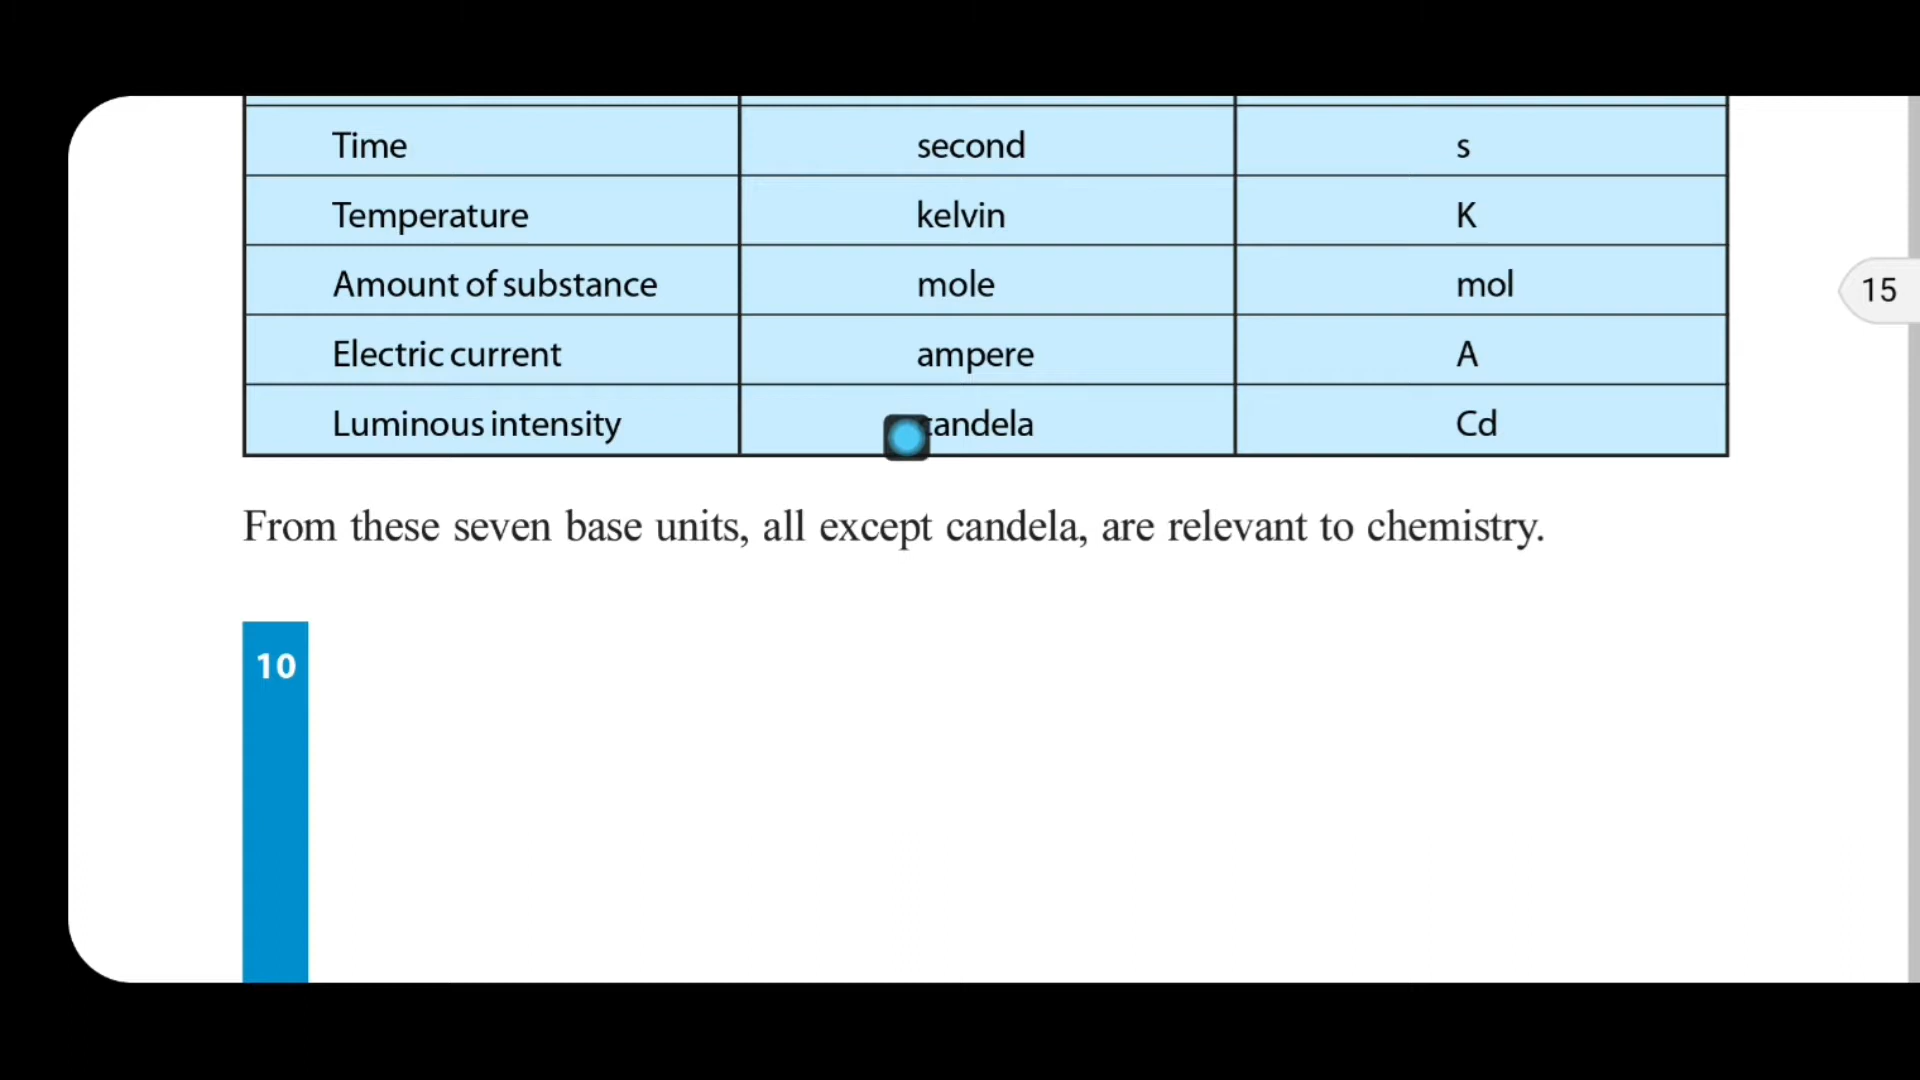 Time second s
Temperature kelvin K
Amount of substance mole mol
Electric current ampere A
Luminous intensity candela Cd
From these seven base units, all except candela, are relevant to chemistry.
10
15